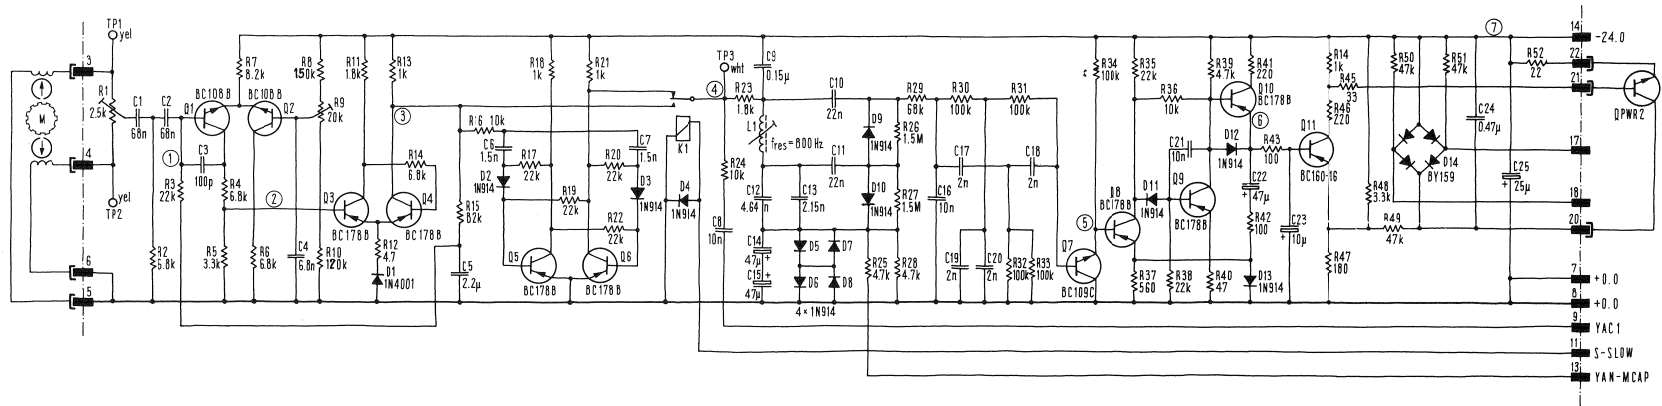 TP1
yel
3
R1
2.5k
M
4
yel
TP2
6
5
C1
68n
C2
68n
1
R3
22k
R2
6.8k
BC108B
Q1
C3
100p
R4
6.8k
R5
3.3k
R7
8.2k
BC108B
Q2
2
R6
6.8k
C4
6.8n
R8
150k
R9
20k
R10
120k
R11
1.8k
R13
1k
3
R14
6.8k
Q3
BC178B
Q4
BC178B
R12
4.7
D1
1N4001
R16 10k
R15
82k
C5
2.2µ
C6
1.5n
D2
1N914
R17
22k
R18
1k
R19
22k
R20
22k
R21
1k
R22
22k
C7
1.5n
D3
1N914
Q5
BC178B
Q6
BC178B
K1
D4
1N914
TP3
wht
4
R23
1.8k
R24
10k
C8
10n
C9
0.15µ
L1
fres=800Hz
C10
22n
C11
22n
C12
4.64n
C13
2.15n
C14
47µ
C15
47µ
D5
D6
D7
D8
4×1N914
D9
1N914
D10
1N914
R25
4.7k
R26
1.5M
R27
1.5M
R28
4.7k
R29
68k
R30
100k
R31
100k
C16
10n
C17
2n
C18
2n
C19
2n
C20
2n
R32
100k
R33
100k
Q7
BC109C
R34
100k
5
R35
22k
D8
BC178B
R37
560
R36
10k
C21
10n
D11
1N914
R38
22k
Q9
BC178B
R39
4.7k
R40
47
R41
220
Q10
BC178B
6
D12
1N914
C22
47µ
R42
100
D13
1N914
R43
100
C23
10µ
Q11
BC160-16
R14
1k
R45
33
R46
220
R47
180
R48
3.3k
R49
47k
R50
47k
R51
47k
D14
BY159
C24
0.47µ
7
C25
25µ
R52
22
14
-24.0
22
21
QPWR2
17
18
20
7
+0.0
8
+0.0
9
YAC1
11
S-SLOW
13
YAN-MCAP